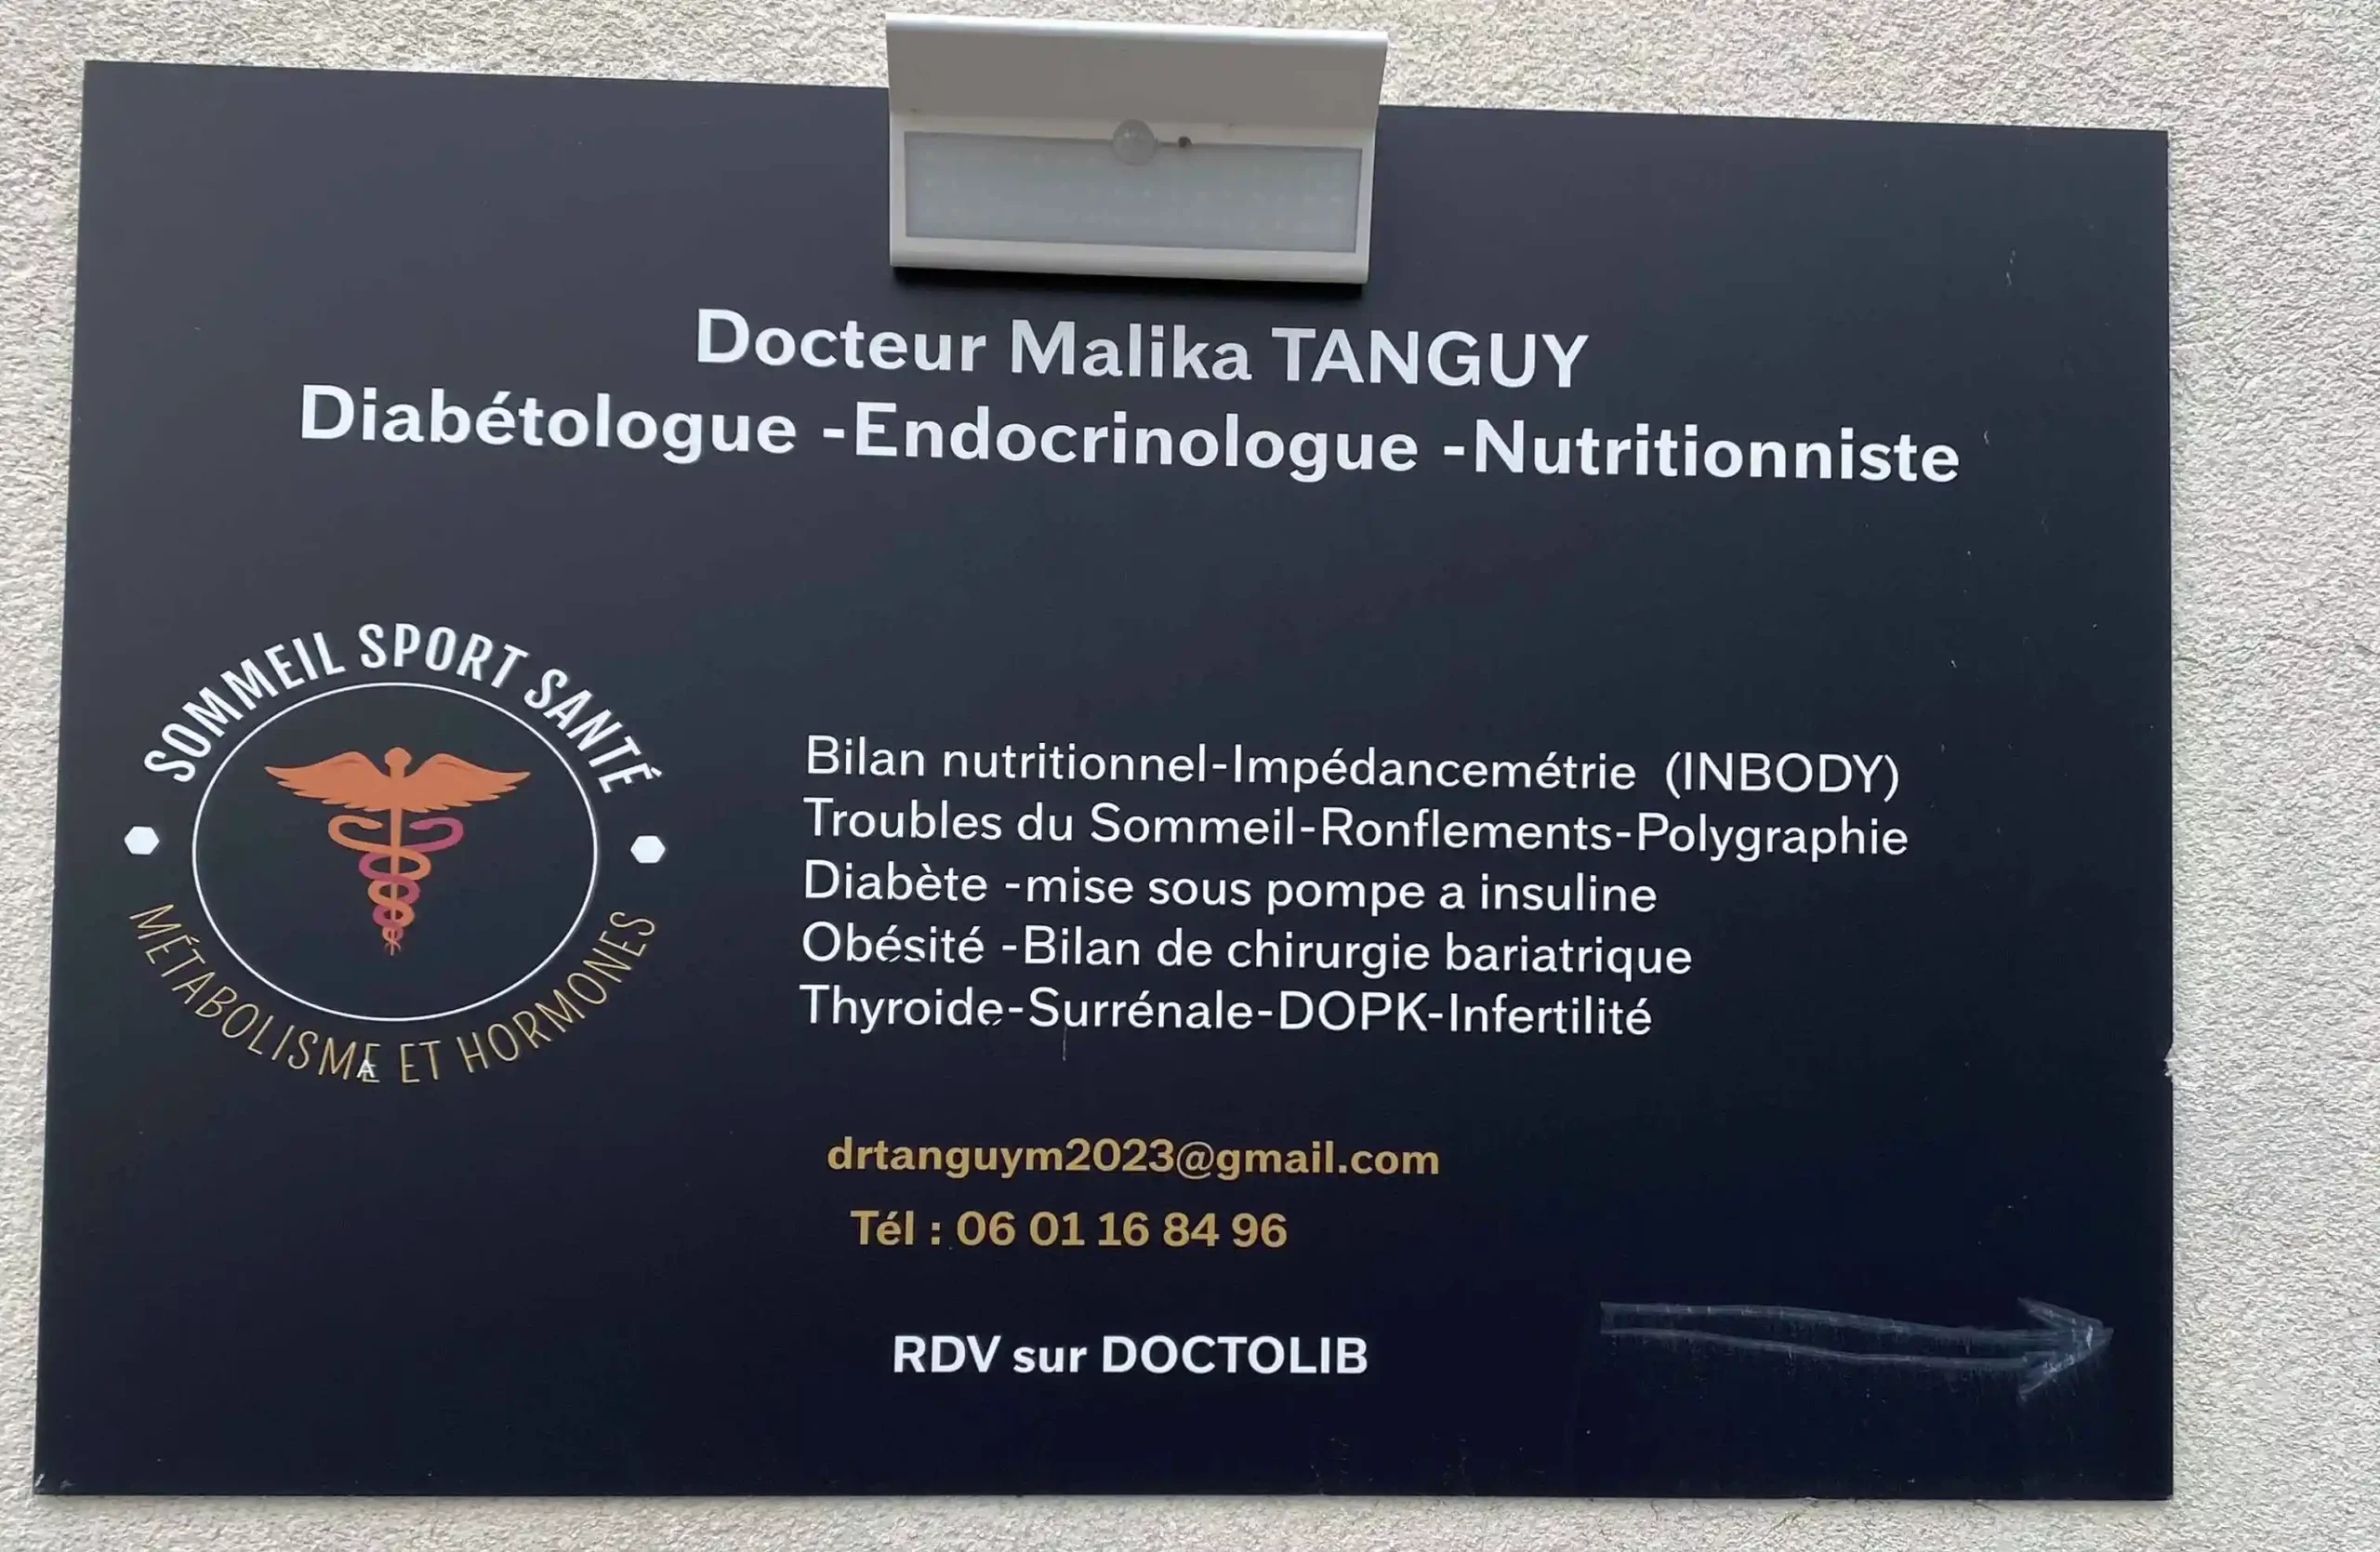 Docteur Malika TANGUY
Diabétologue -Endocrinologue -Nutritionniste
SOMMEIL SPORT SANTÉ
MÉTABOLISME ET HORMONES
A
Bilan nutritionnel-Impédancemétrie (INBODY)
Troubles du Sommeil-Ronflements-Polygraphie
Diabète -mise sous pompe a insuline
Obésité -Bilan de chirurgie bariatrique
Thyroide-Surrénale-DOPK-Infertilité
drtanguym2023@gmail.com
Tél : 06 01 16 84 96
RDV sur DOCTOLIB